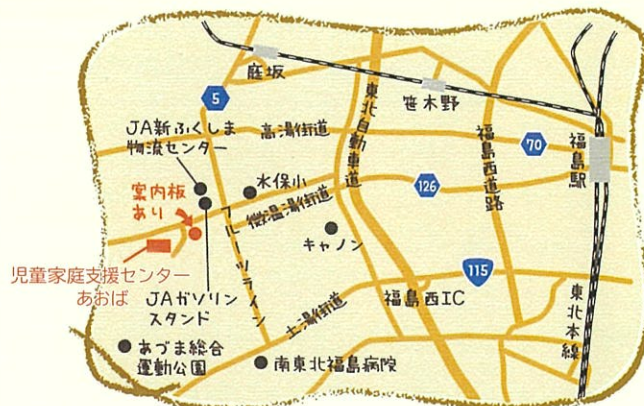 庭坂
笹木野
5
東北自動車道
福島西道路
福島駅
JA新ふくしま
物流センター
高湯街道
70
案内板
あり
水保小
微温湯街道
126
フルーツライン
キャノン
児童家庭支援センター
あおば
JAガソリン
スタンド
土湯街道
115
福島西IC
東北本線
あづま総合
運動公園
南東北福島病院